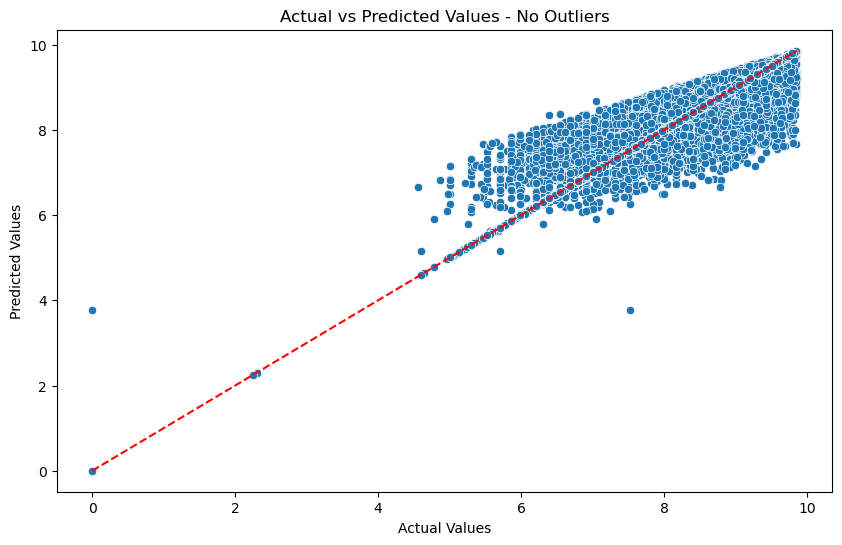 Actual vs Predicted Values - No Outliers
10
8
6
4
2
0
Predicted Values
0 2 4 6 8 10
Actual Values